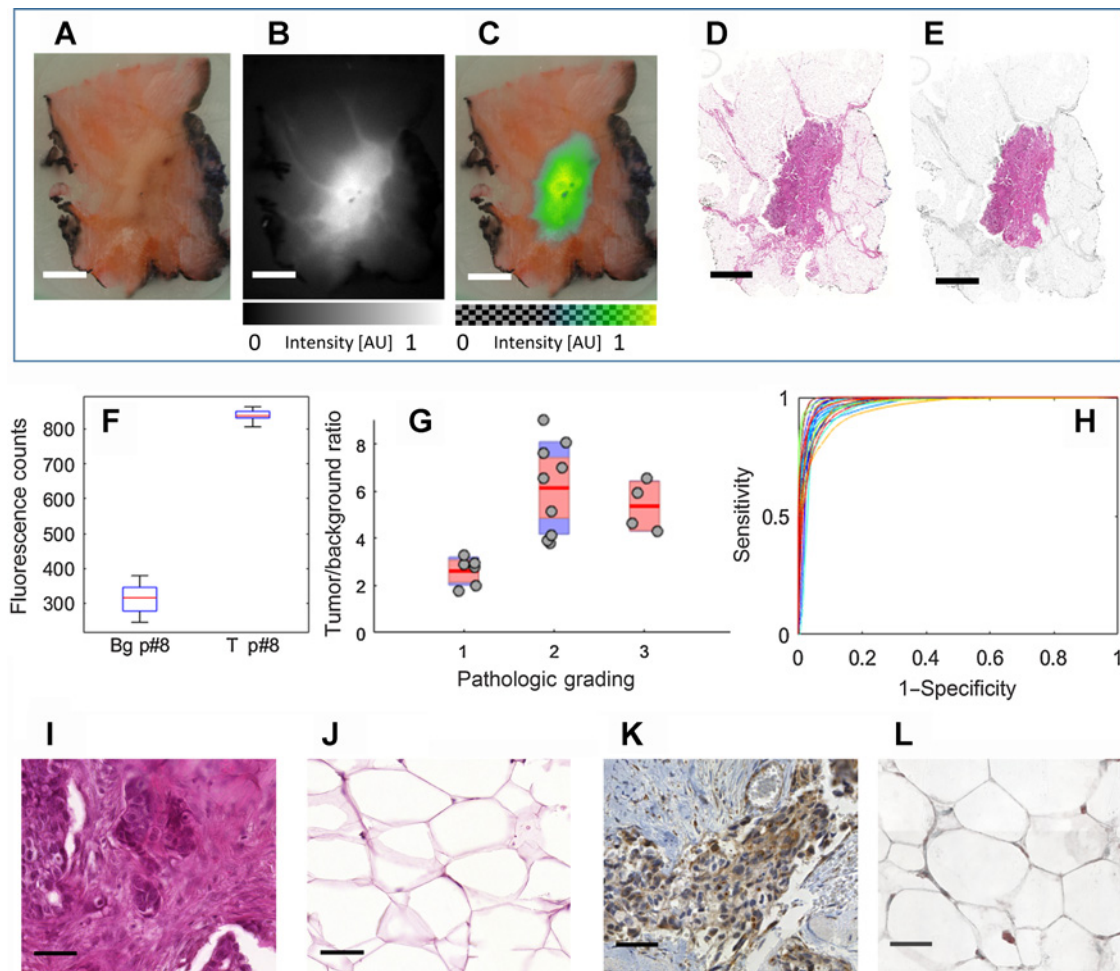 A B C D E
0 Intensity [AU] 1 0 Intensity [AU] 1
F
Fluorescence counts
800
700
600
500
400
300
Bg p#8 T p#8
G
Tumor/background ratio
8
6
4
2
0
1 2 3
Pathologic grading
H
Sensitivity
1
0.5
0
0 0.2 0.4 0.6 0.8 1
1–Specificity
I J K L